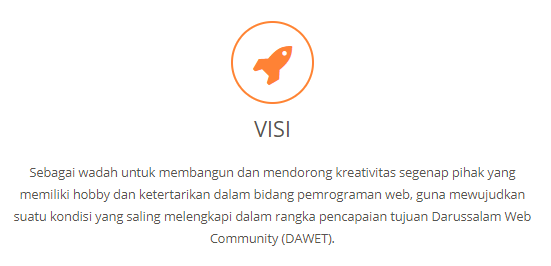 VISI
Sebagai wadah untuk membangun dan mendorong kreativitas segenap pihak yang
memiliki hobby dan ketertarikan dalam bidang pemrograman web, guna mewujudkan
suatu kondisi yang saling melengkapi dalam rangka pencapaian tujuan Darussalam Web
Community (DAWET).